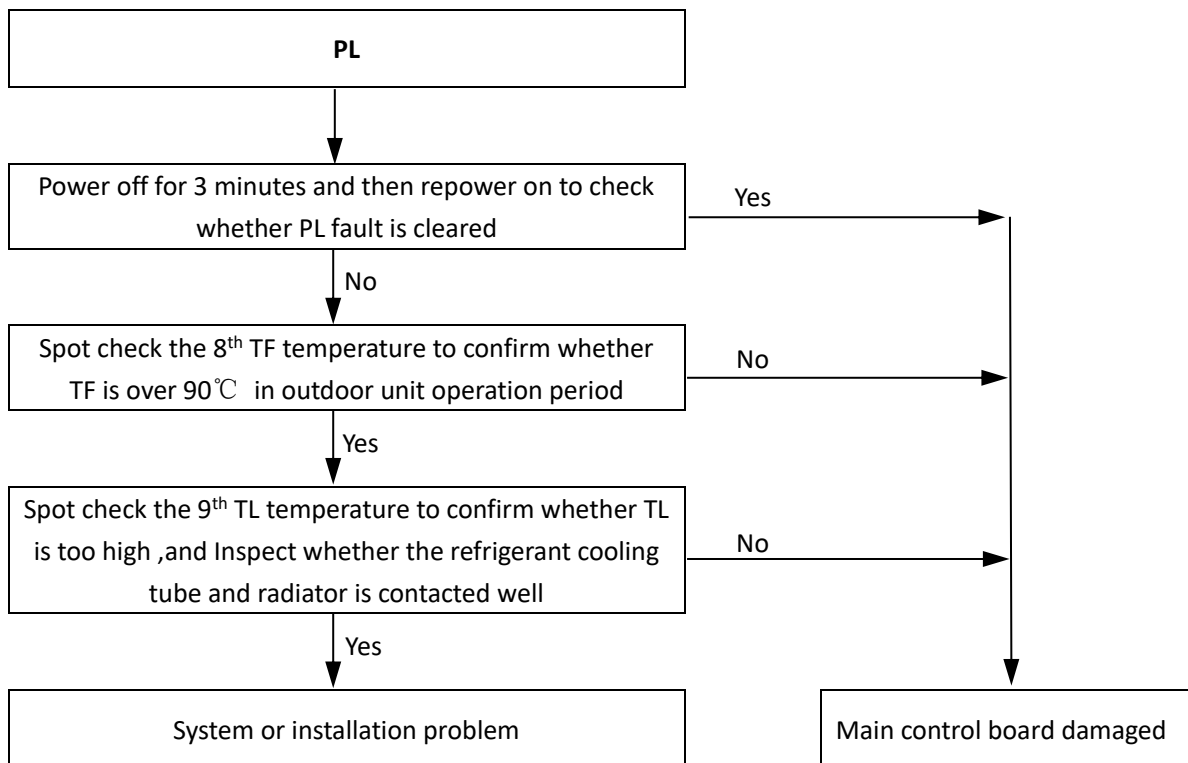 PL
Power off for 3 minutes and then repower on to check
whether PL fault is cleared
Yes
No
Spot check the 8th TF temperature to confirm whether
TF is over 90℃ in outdoor unit operation period
No
Yes
Spot check the 9th TL temperature to confirm whether TL
is too high ,and Inspect whether the refrigerant cooling
tube and radiator is contacted well
No
Yes
System or installation problem
Main control board damaged